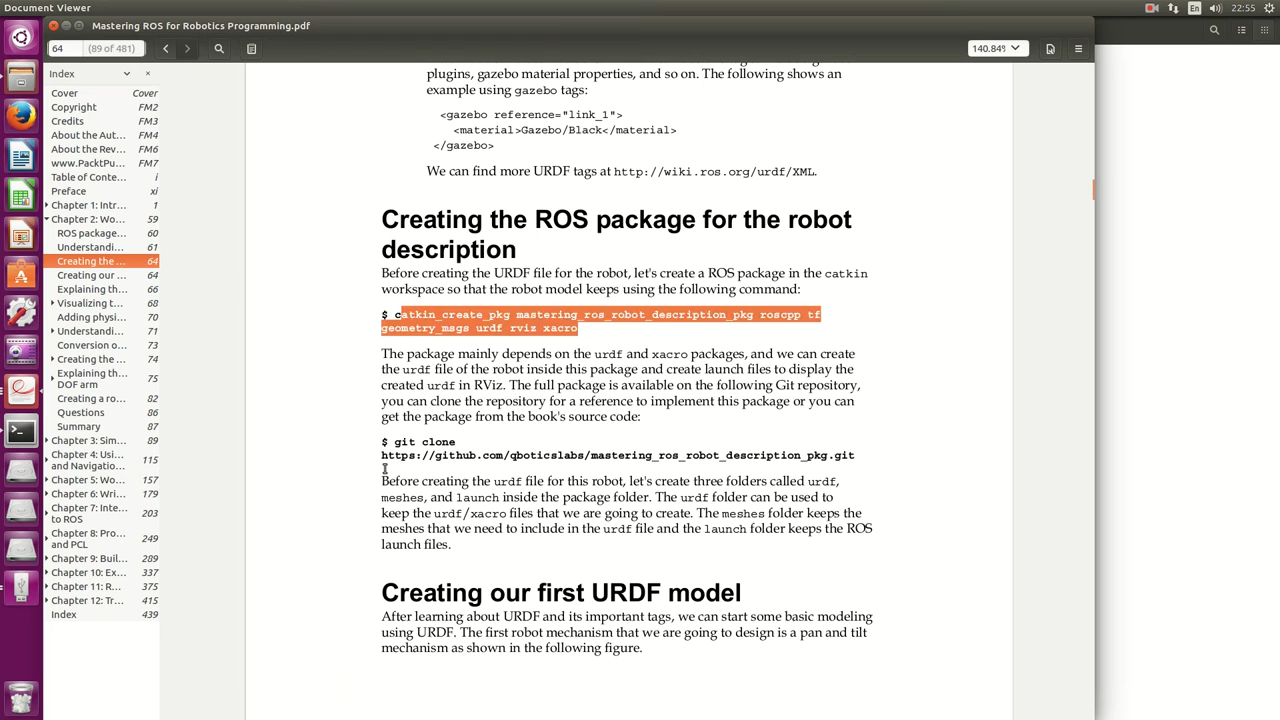 Document Viewer
En
22:55
Mastering ROS for Robotics Programming.pdf
64
(89 of 481)
140.84%
Index
Cover Cover
Copyright FM2
Credits FM3
About the Aut... FM4
About the Rev... FM6
www.PacktPu... FM7
Table of Conte... i
Preface xi
Chapter 1: Intr... 1
Chapter 2: Wo... 59
ROS package... 60
Understandi... 61
Creating the ... 64
Creating our ... 64
Explaining th... 66
Visualizing t... 68
Adding physi... 70
Understandi... 71
Conversion o... 73
Creating the ... 74
Explaining the...
DOF arm 75
Creating a ro... 82
Questions 86
Summary 87
Chapter 3: Sim... 89
Chapter 4: Usi...
and Navigatio... 115
Chapter 5: Wo... 157
Chapter 6: Wri... 179
Chapter 7: Inte...
to ROS 203
Chapter 8: Pro...
and PCL 249
Chapter 9: Buil... 289
Chapter 10: Ex... 337
Chapter 11: R... 375
Chapter 12: Tr... 415
Index 439
plugins, gazebo material properties, and so on. The following shows an
example using gazebo tags:
<gazebo reference="link_1">
<material>Gazebo/Black</material>
</gazebo>
We can find more URDF tags at http://wiki.ros.org/urdf/XML.
Creating the ROS package for the robot
description
Before creating the URDF file for the robot, let's create a ROS package in the catkin
workspace so that the robot model keeps using the following command:
$ catkin_create_pkg mastering_ros_robot_description_pkg roscpp tf
geometry_msgs urdf rviz xacro
The package mainly depends on the urdf and xacro packages, and we can create
the urdf file of the robot inside this package and create launch files to display the
created urdf in RViz. The full package is available on the following Git repository,
you can clone the repository for a reference to implement this package or you can
get the package from the book's source code:
$ git clone
https://github.com/qboticslabs/mastering_ros_robot_description_pkg.git
Before creating the urdf file for this robot, let's create three folders called urdf,
meshes, and launch inside the package folder. The urdf folder can be used to
keep the urdf/xacro files that we are going to create. The meshes folder keeps the
meshes that we need to include in the urdf file and the launch folder keeps the ROS
launch files.
Creating our first URDF model
After learning about URDF and its important tags, we can start some basic modeling
using URDF. The first robot mechanism that we are going to design is a pan and tilt
mechanism as shown in the following figure.